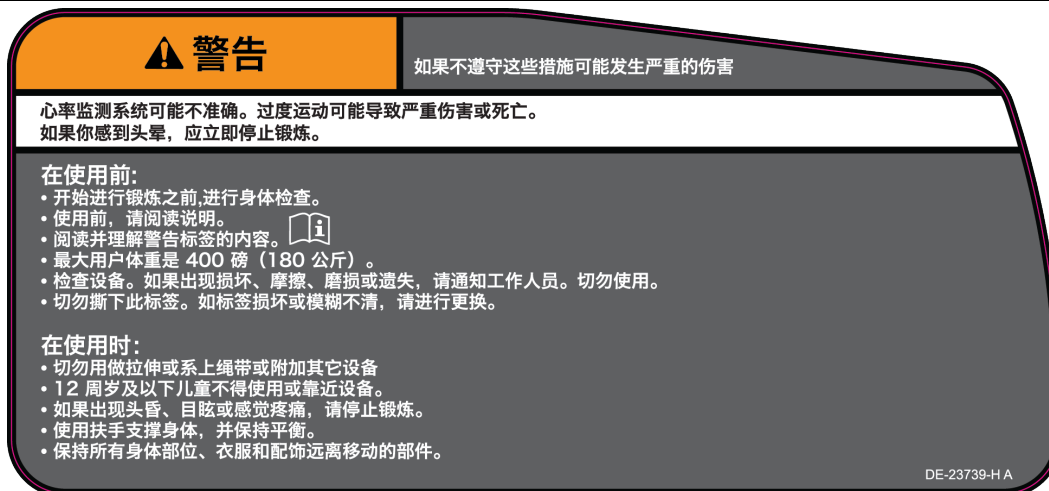 警告
如果不遵守这些措施可能发生严重的伤害
心率监测系统可能不准确。过度运动可能导致严重伤害或死亡。
如果你感到头晕，应立即停止锻炼。
在使用前:
• 开始进行锻炼之前,进行身体检查。
• 使用前，请阅读说明。
• 阅读并理解警告标签的内容。
• 最大用户体重是 400 磅（180 公斤）。
• 检查设备。如果出现损坏、摩擦、磨损或遗失，请通知工作人员。切勿使用。
• 切勿撕下此标签。如标签损坏或模糊不清，请进行更换。
在使用时:
• 切勿用做拉伸或系上绳带或附加其它设备
• 12 周岁及以下儿童不得使用或靠近设备。
• 如果出现头昏、目眩或感觉疼痛，请停止锻炼。
• 使用扶手支撑身体，并保持平衡。
• 保持所有身体部位、衣服和配饰远离移动的部件。
DE-23739-H A